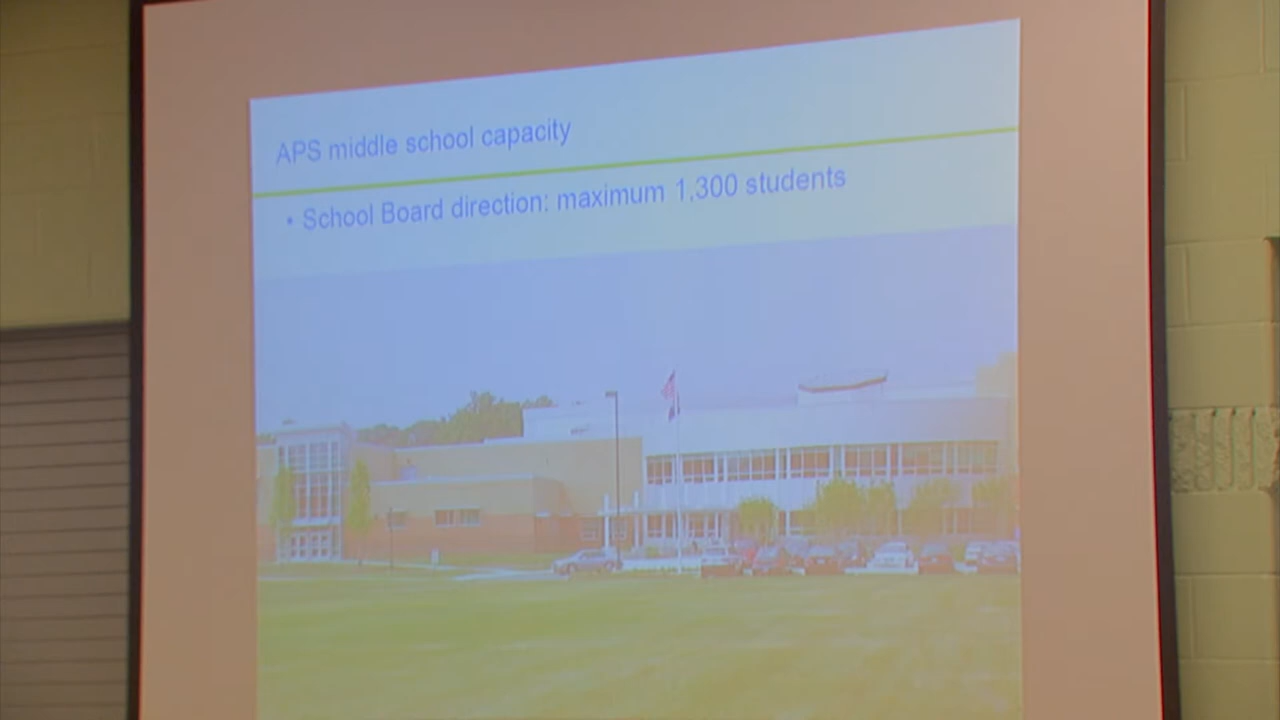 APS middle school capacity
• School Board direction: maximum 1,300 students